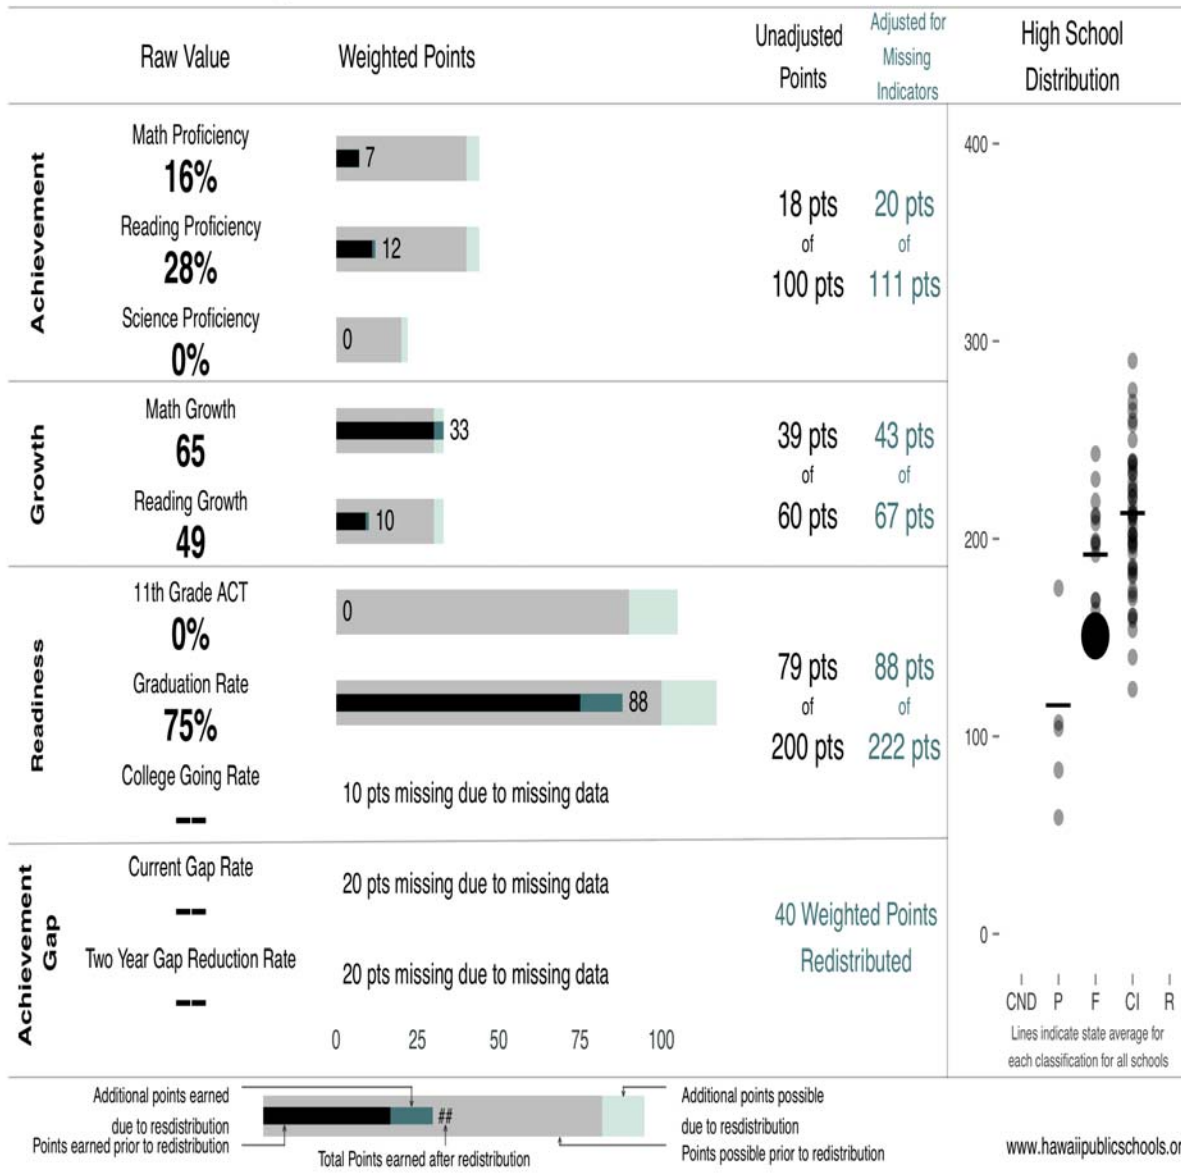 Raw Value
Weighted Points
Unadjusted
Points
Adjusted for
Missing
Indicators
High School
Distribution
Achievement
Math Proficiency
16%
7
Reading Proficiency
28%
12
Science Proficiency
0%
0
18 pts
of
100 pts
20 pts
of
111 pts
Growth
Math Growth
65
33
Reading Growth
49
10
39 pts
of
60 pts
43 pts
of
67 pts
Readiness
11th Grade ACT
0%
0
Graduation Rate
75%
88
College Going Rate
--
10 pts missing due to missing data
79 pts
of
200 pts
88 pts
of
222 pts
Achievement
Gap
Current Gap Rate
--
20 pts missing due to missing data
Two Year Gap Reduction Rate
--
20 pts missing due to missing data
40 Weighted Points
Redistributed
0 25 50 75 100
400
300
200
100
0
CND P F CI R
Lines indicate state average for
each classification for all schools
Additional points earned
due to resdistribution
Points earned prior to redistribution
##
Total Points earned after redistribution
Additional points possible
due to resdistribution
Points possible prior to redistribution
www.hawaiipublicschools.or